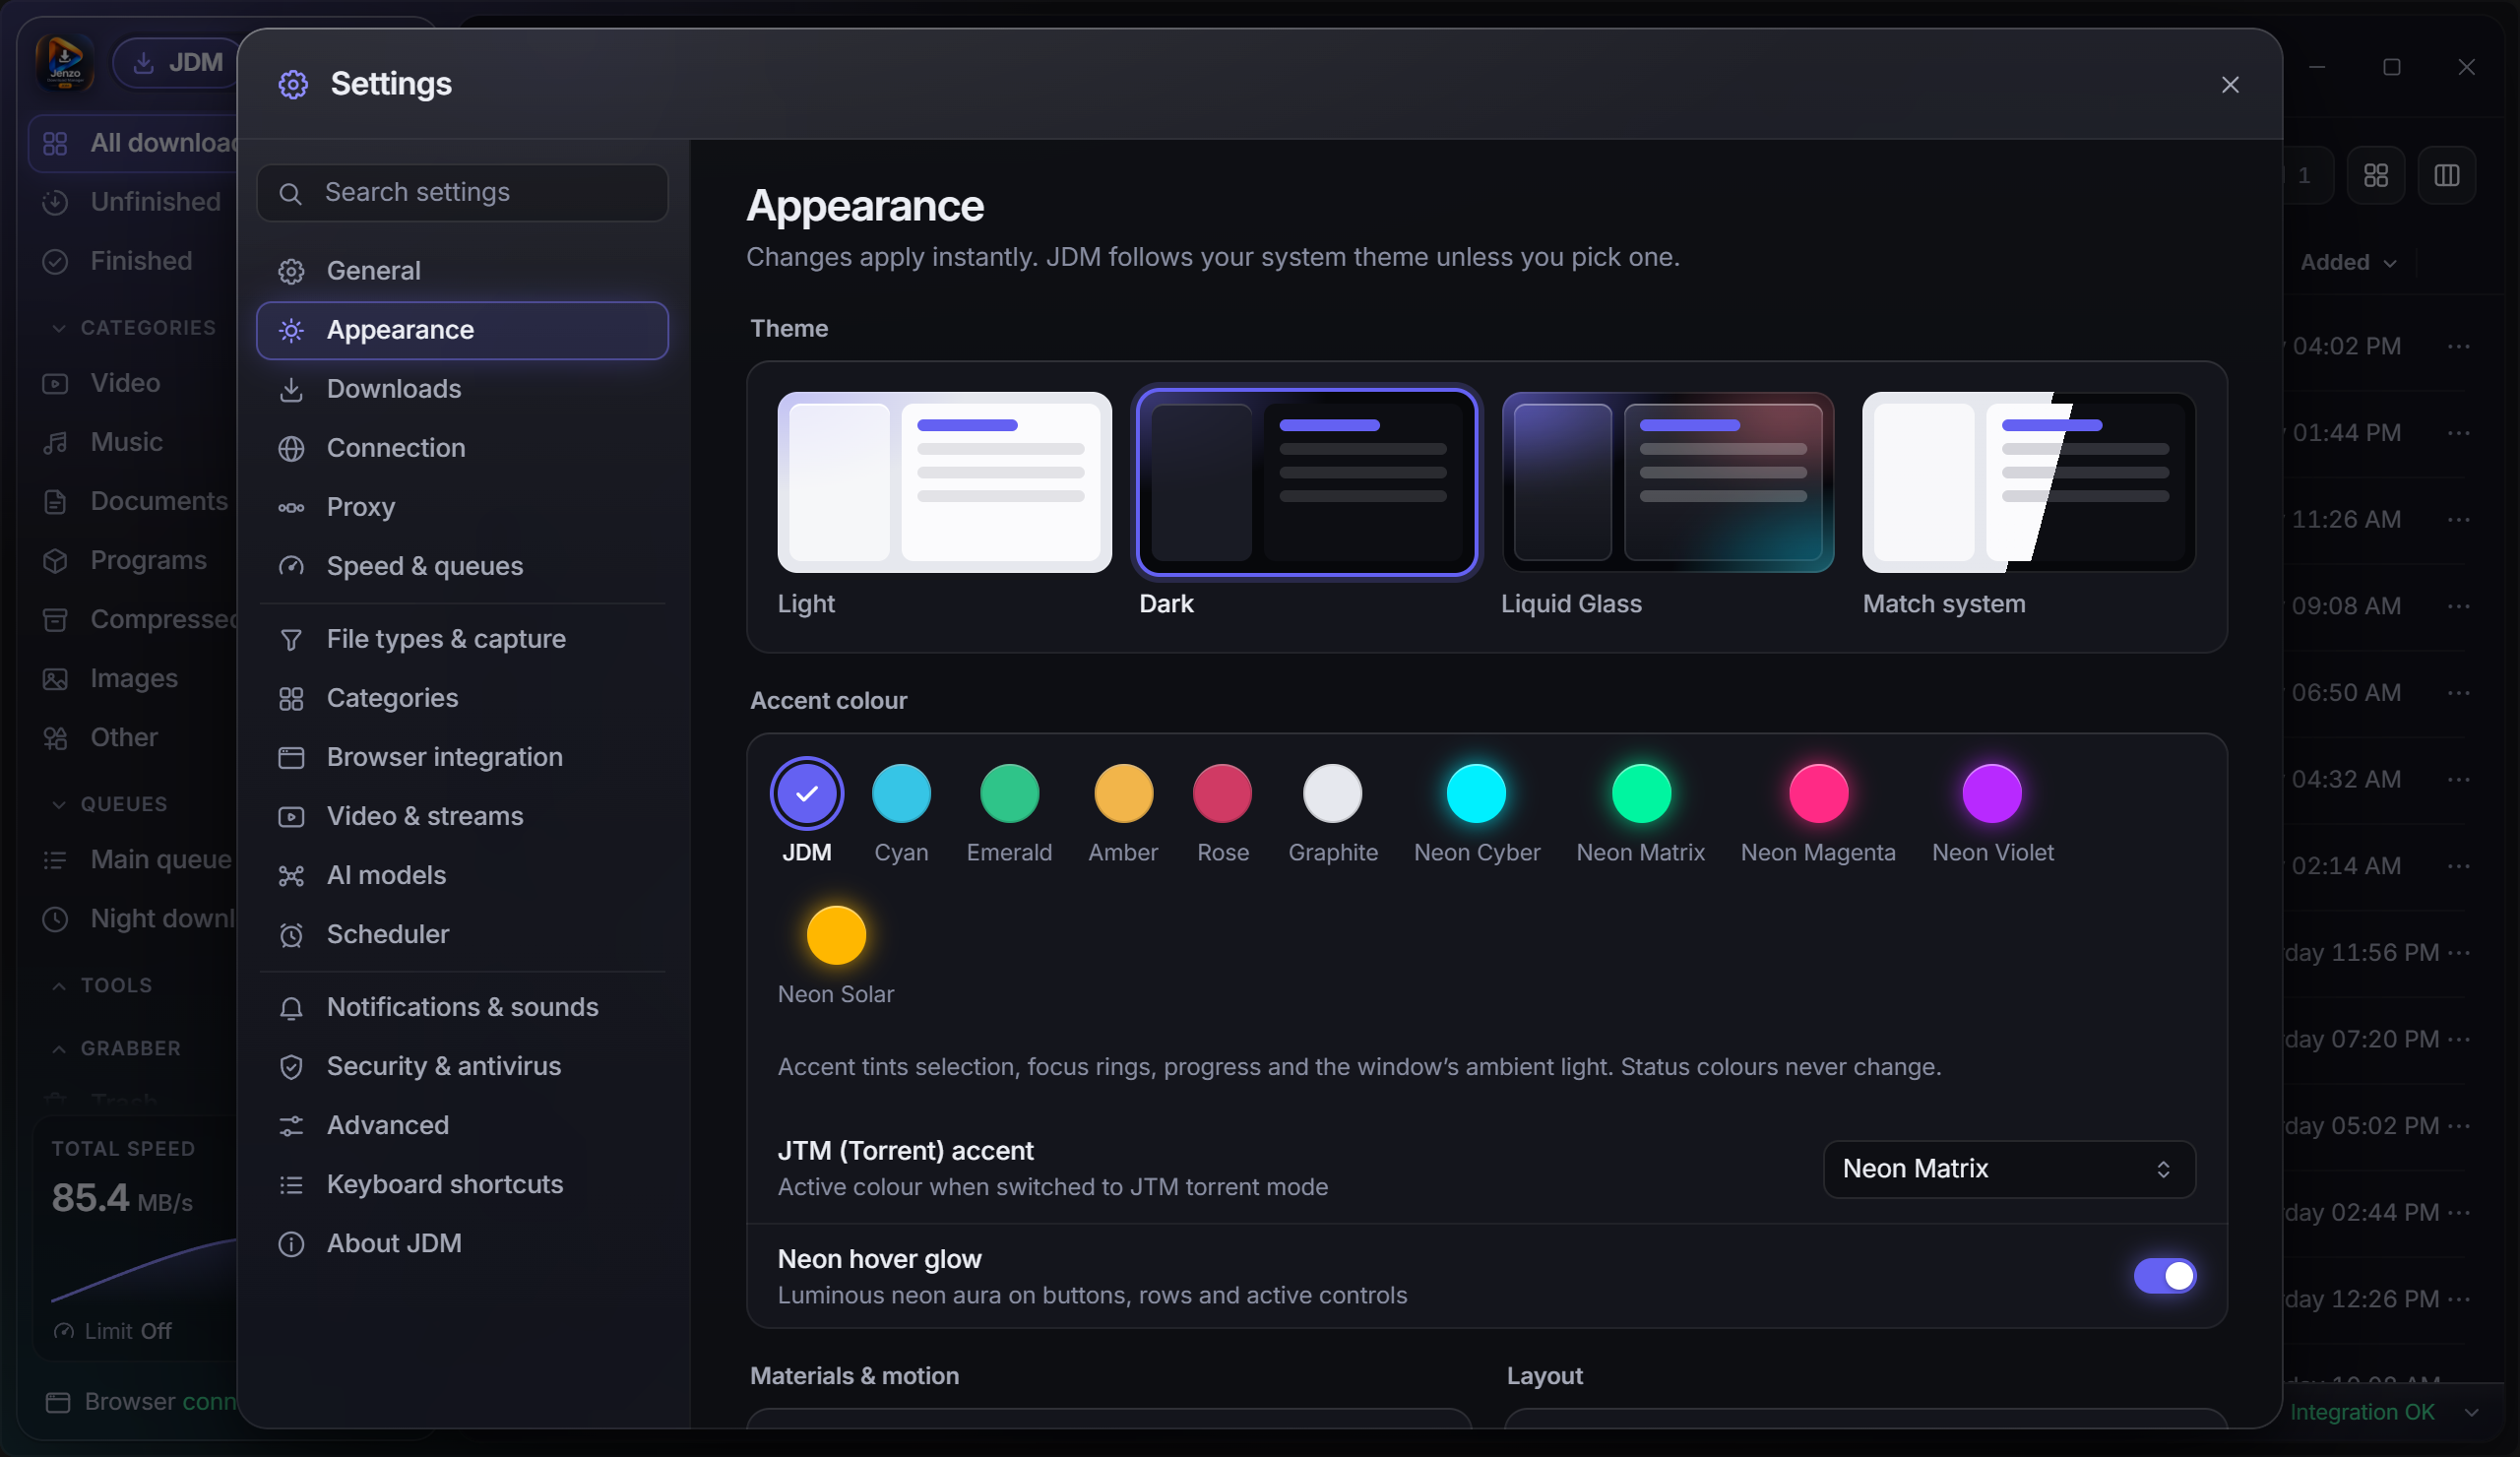 Jenzo
JDM
Settings
All downloa
Unfinished
Finished
CATEGORIES
Video
Music
Documents
Programs
Compressed
Images
Other
QUEUES
Main queue
Night downl
TOOLS
GRABBER
Trash
TOTAL SPEED
85.4 MB/s
Limit Off
Browser conn
Search settings
General
Appearance
Downloads
Connection
Proxy
Speed & queues
File types & capture
Categories
Browser integration
Video & streams
AI models
Scheduler
Notifications & sounds
Security & antivirus
Advanced
Keyboard shortcuts
About JDM
Appearance
Changes apply instantly. JDM follows your system theme unless you pick one.
Theme
Light
Dark
Liquid Glass
Match system
Accent colour
JDM
Cyan
Emerald
Amber
Rose
Graphite
Neon Cyber
Neon Matrix
Neon Magenta
Neon Violet
Neon Solar
Accent tints selection, focus rings, progress and the window’s ambient light. Status colours never change.
JTM (Torrent) accent
Active colour when switched to JTM torrent mode
Neon Matrix
Neon hover glow
Luminous neon aura on buttons, rows and active controls
Materials & motion
Layout
1
Added
04:02 PM
01:44 PM
11:26 AM
09:08 AM
06:50 AM
04:32 AM
02:14 AM
day 11:56 PM
day 07:20 PM
day 05:02 PM
day 02:44 PM
day 12:26 PM
Integration OK